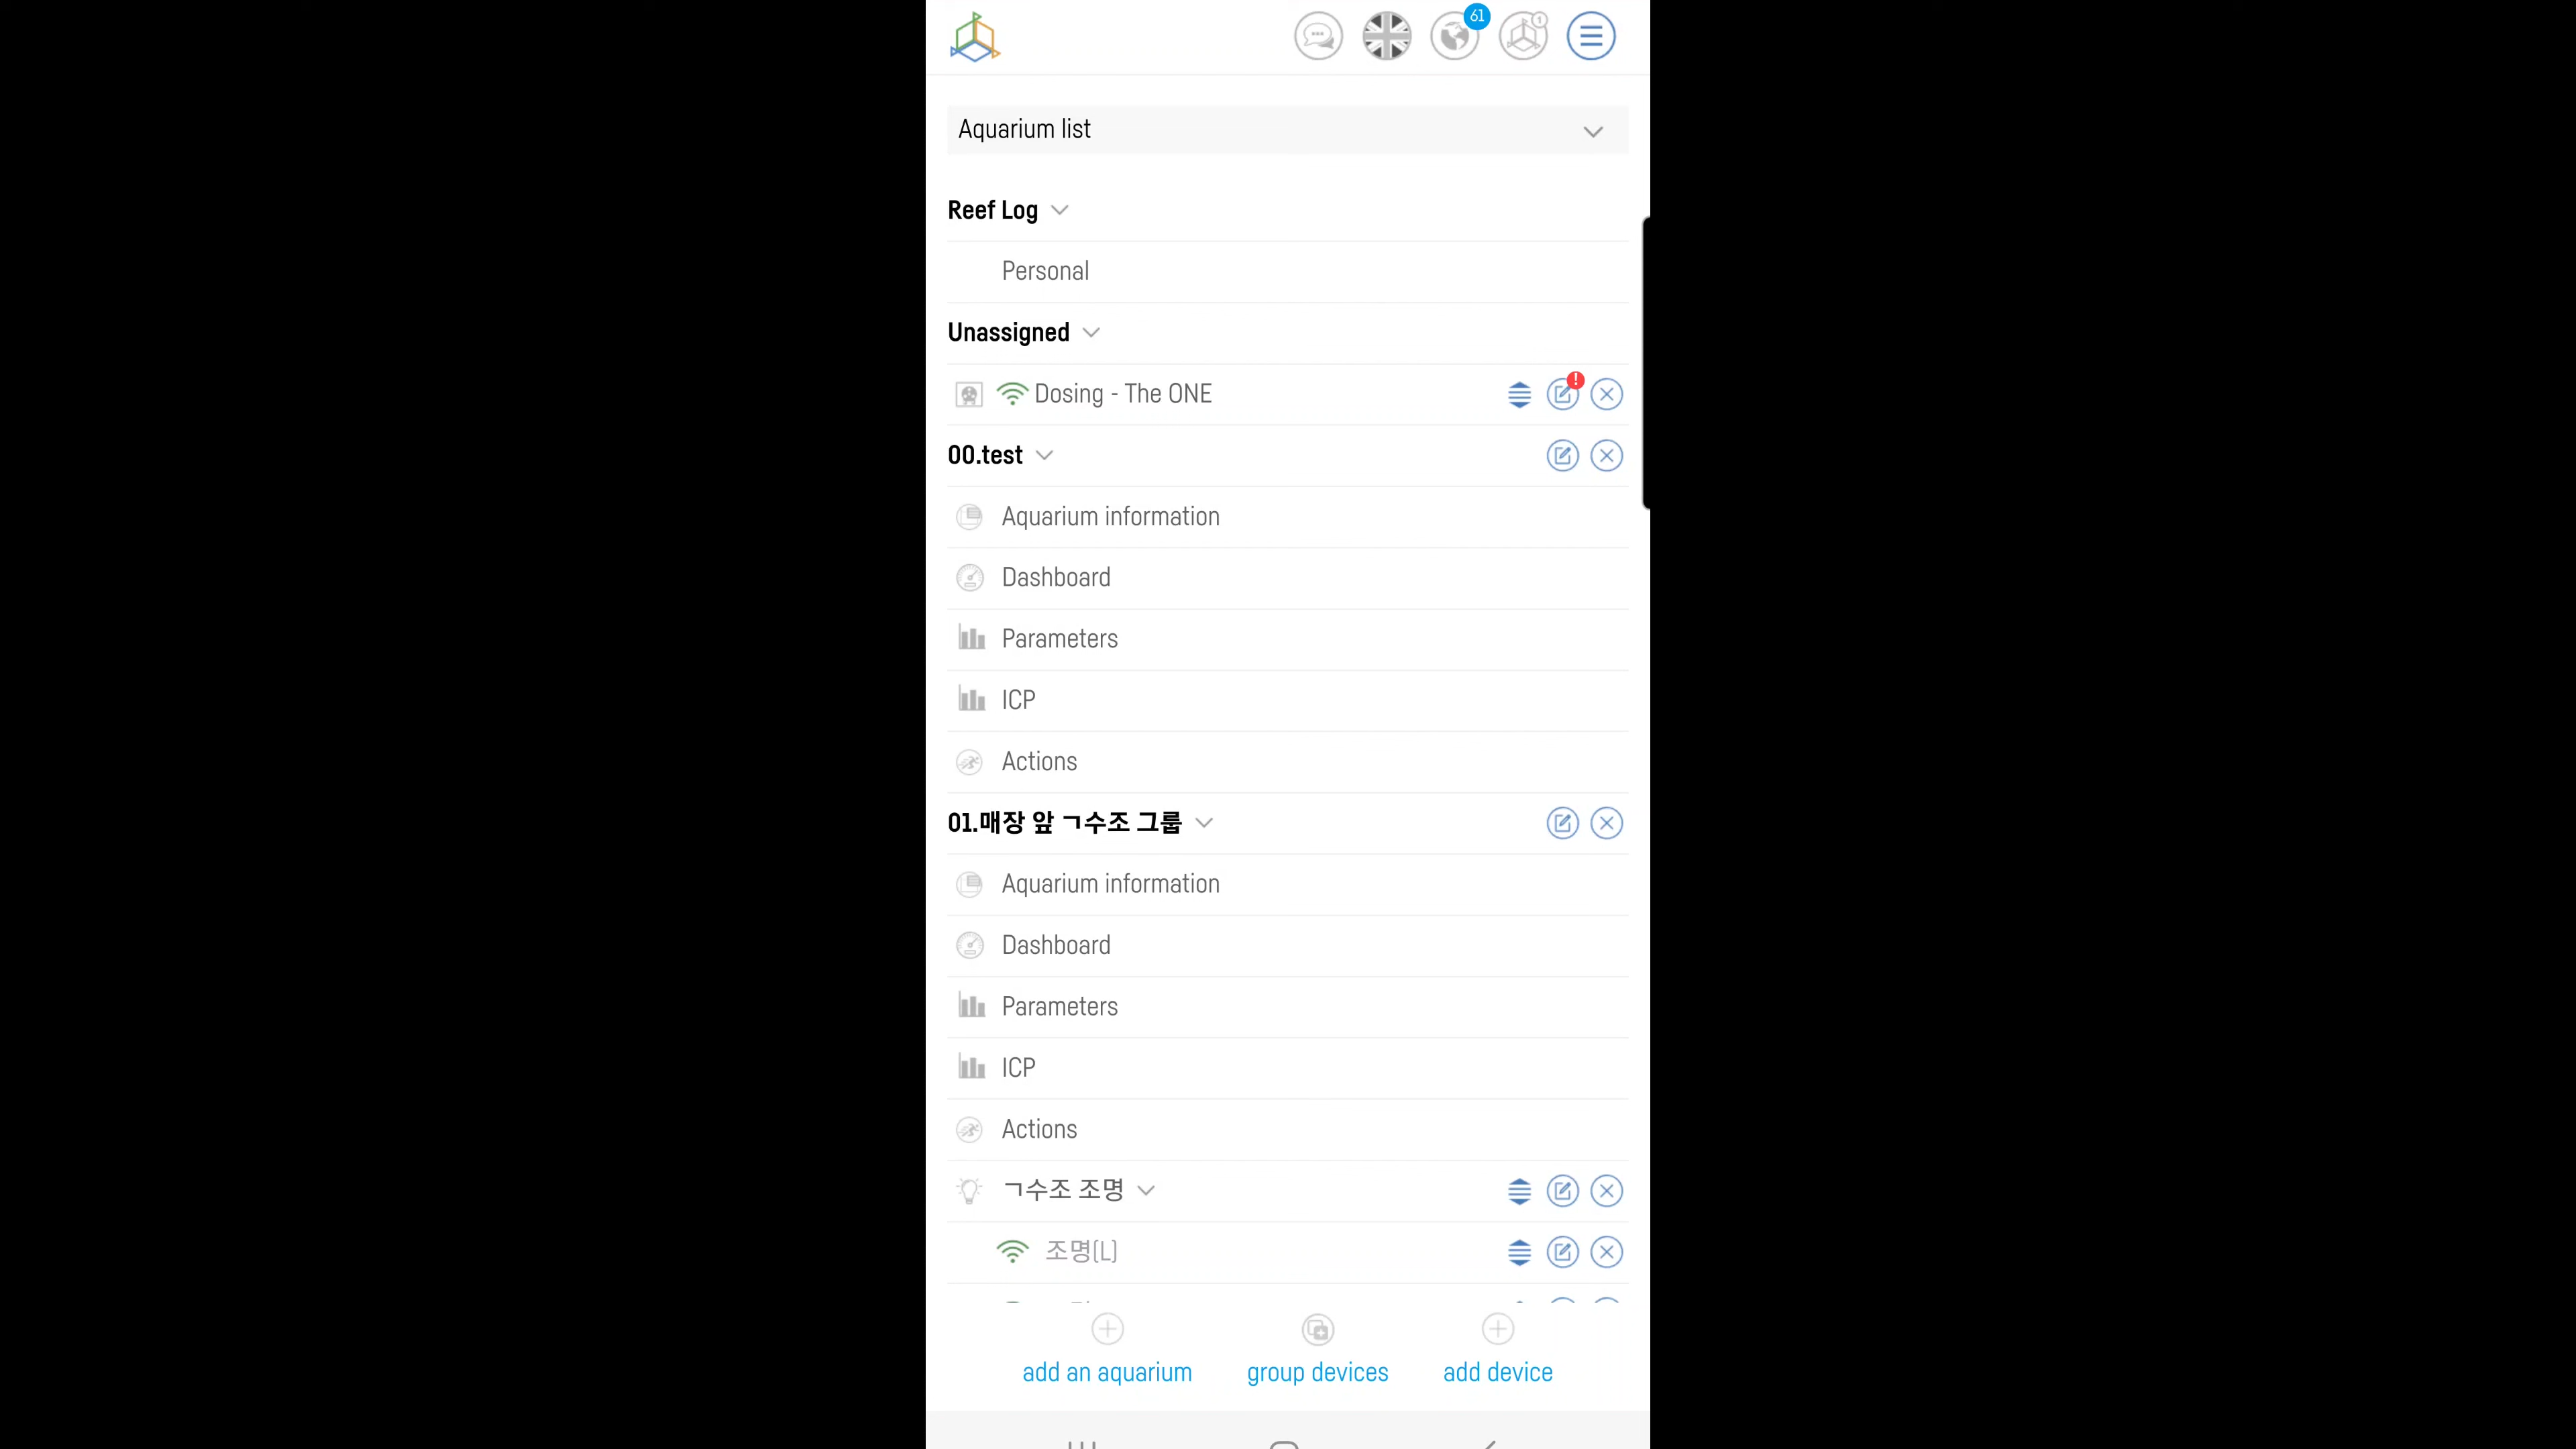 61
1
Aquarium list
Reef Log
Personal
Unassigned
Dosing - The ONE
!
00.test
Aquarium information
Dashboard
Parameters
ICP
Actions
01.매장 앞 ㄱ수조 그룹
Aquarium information
Dashboard
Parameters
ICP
Actions
ㄱ수조 조명
조명(L)
add an aquarium
group devices
add device